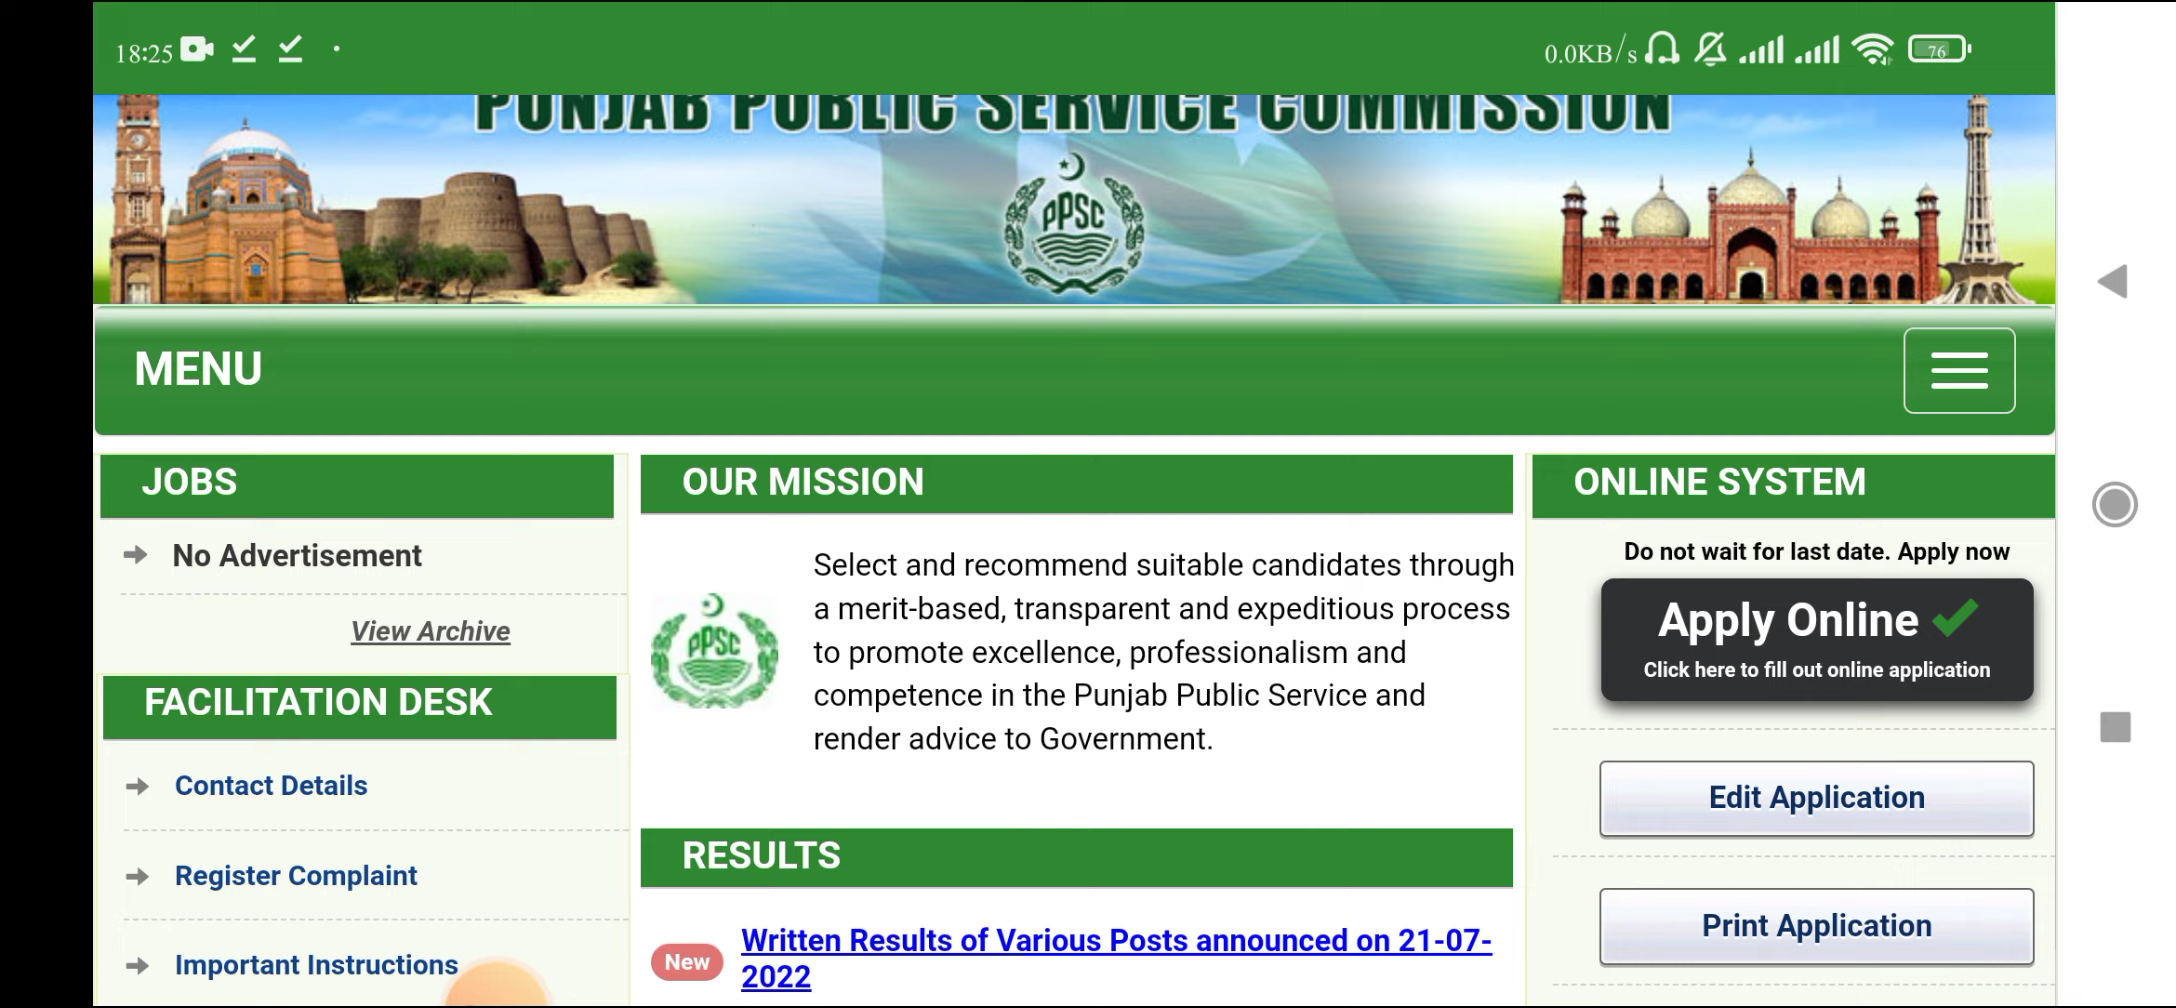 18:25
0.0KB/s
76
PUNJAB PUBLIC SERVICE COMMISSION
PPSC
MENU
JOBS
No Advertisement
View Archive
FACILITATION DESK
Contact Details
Register Complaint
Important Instructions
OUR MISSION
PPSC
Select and recommend suitable candidates through
a merit-based, transparent and expeditious process
to promote excellence, professionalism and
competence in the Punjab Public Service and
render advice to Government.
RESULTS
New
Written Results of Various Posts announced on 21-07-
2022
ONLINE SYSTEM
Do not wait for last date. Apply now
Apply Online
Click here to fill out online application
Edit Application
Print Application